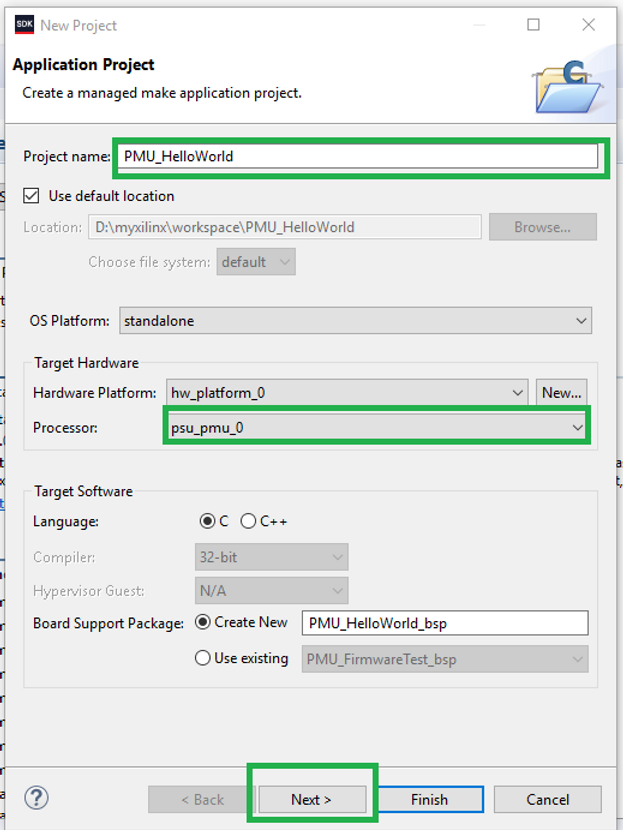 SDK New Project
Application Project
Create a managed make application project.
C
Project name: PMU_HelloWorld
Use default location
Location: D:\myxilinx\workspace\PMU_HelloWorld Browse...
Choose file system: default
OS Platform: standalone
Target Hardware
Hardware Platform: hw_platform_0 New...
Processor: psu_pmu_0
Target Software
Language: C C++
Compiler: 32-bit
Hypervisor Guest: N/A
Board Support Package: Create New PMU_HelloWorld_bsp
Use existing PMU_FirmwareTest_bsp
? < Back Next > Finish Cancel